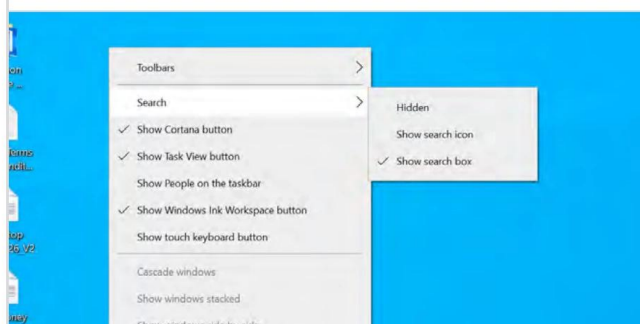 Toolbars
Search
Show Cortana button
Show Task View button
Show People on the taskbar
Show Windows Ink Workspace button
Show touch keyboard button
Cascade windows
Show windows stacked
Hidden
Show search icon
Show search box